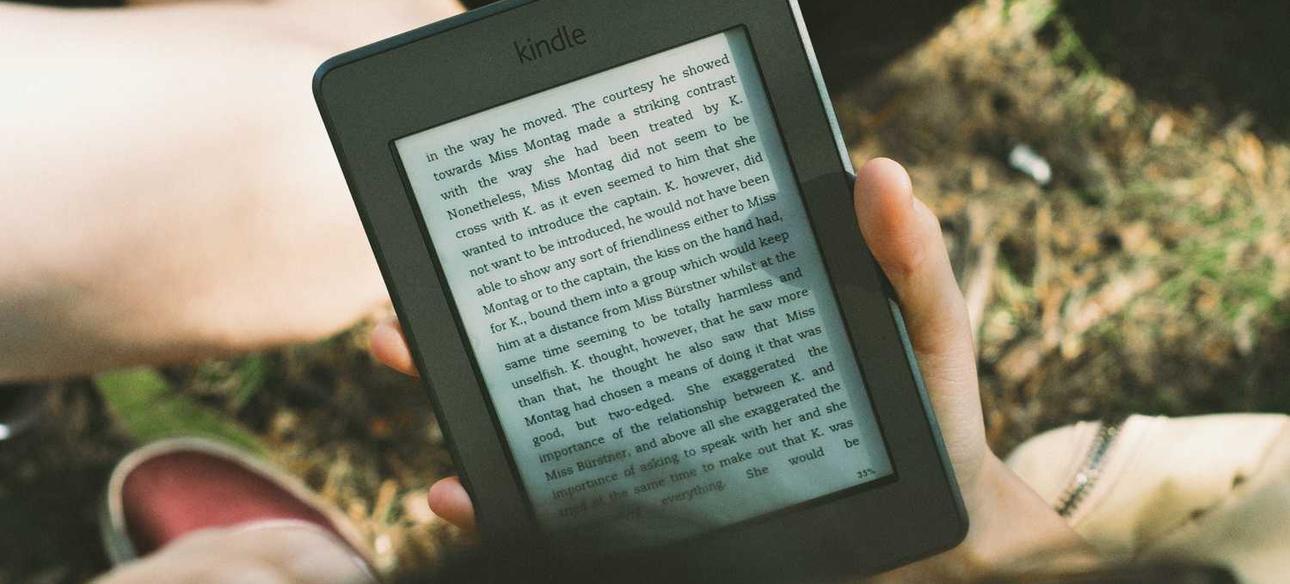 kindle
in the way he moved. The courtesy he showed
towards Miss Montag made a striking contrast
with the way she had been treated by K.
Nonetheless, Miss Montag did not seem to be
cross with K. as it even seemed to him that she
wanted to introduce the captain. K. however, did
not want to be introduced, he would not have been
able to show any sort of friendliness either to Miss
Montag or to the captain, the kiss on the hand had,
for K., bound them into a group which would keep
him at a distance from Miss Bürstner whilst at the
same time seeming to be totally harmless and
unselfish. K. thought, however, that he saw more
than that, he thought he also saw that Miss
Montag had chosen a means of doing it that was
good, but two-edged. She exaggerated the
importance of the relationship between K. and
Miss Bürstner, and above all she exaggerated the
importance of asking to speak with her and she
at the same time to make out that K. was
everything. She would be
35%